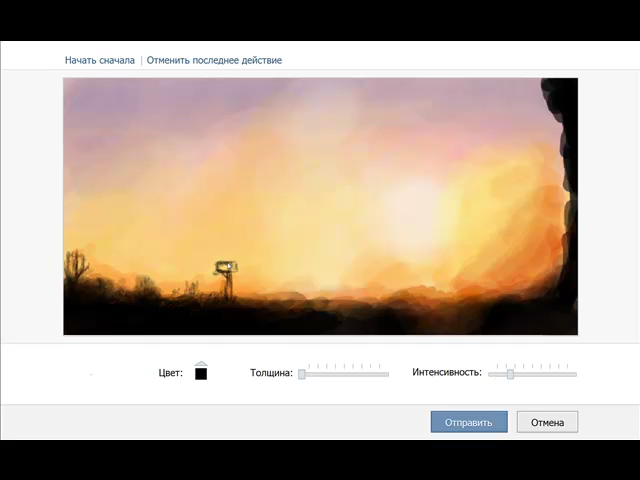 Начать сначала | Отменить последнее действие
Цвет: Толщина: Интенсивность:
Отправить Отмена